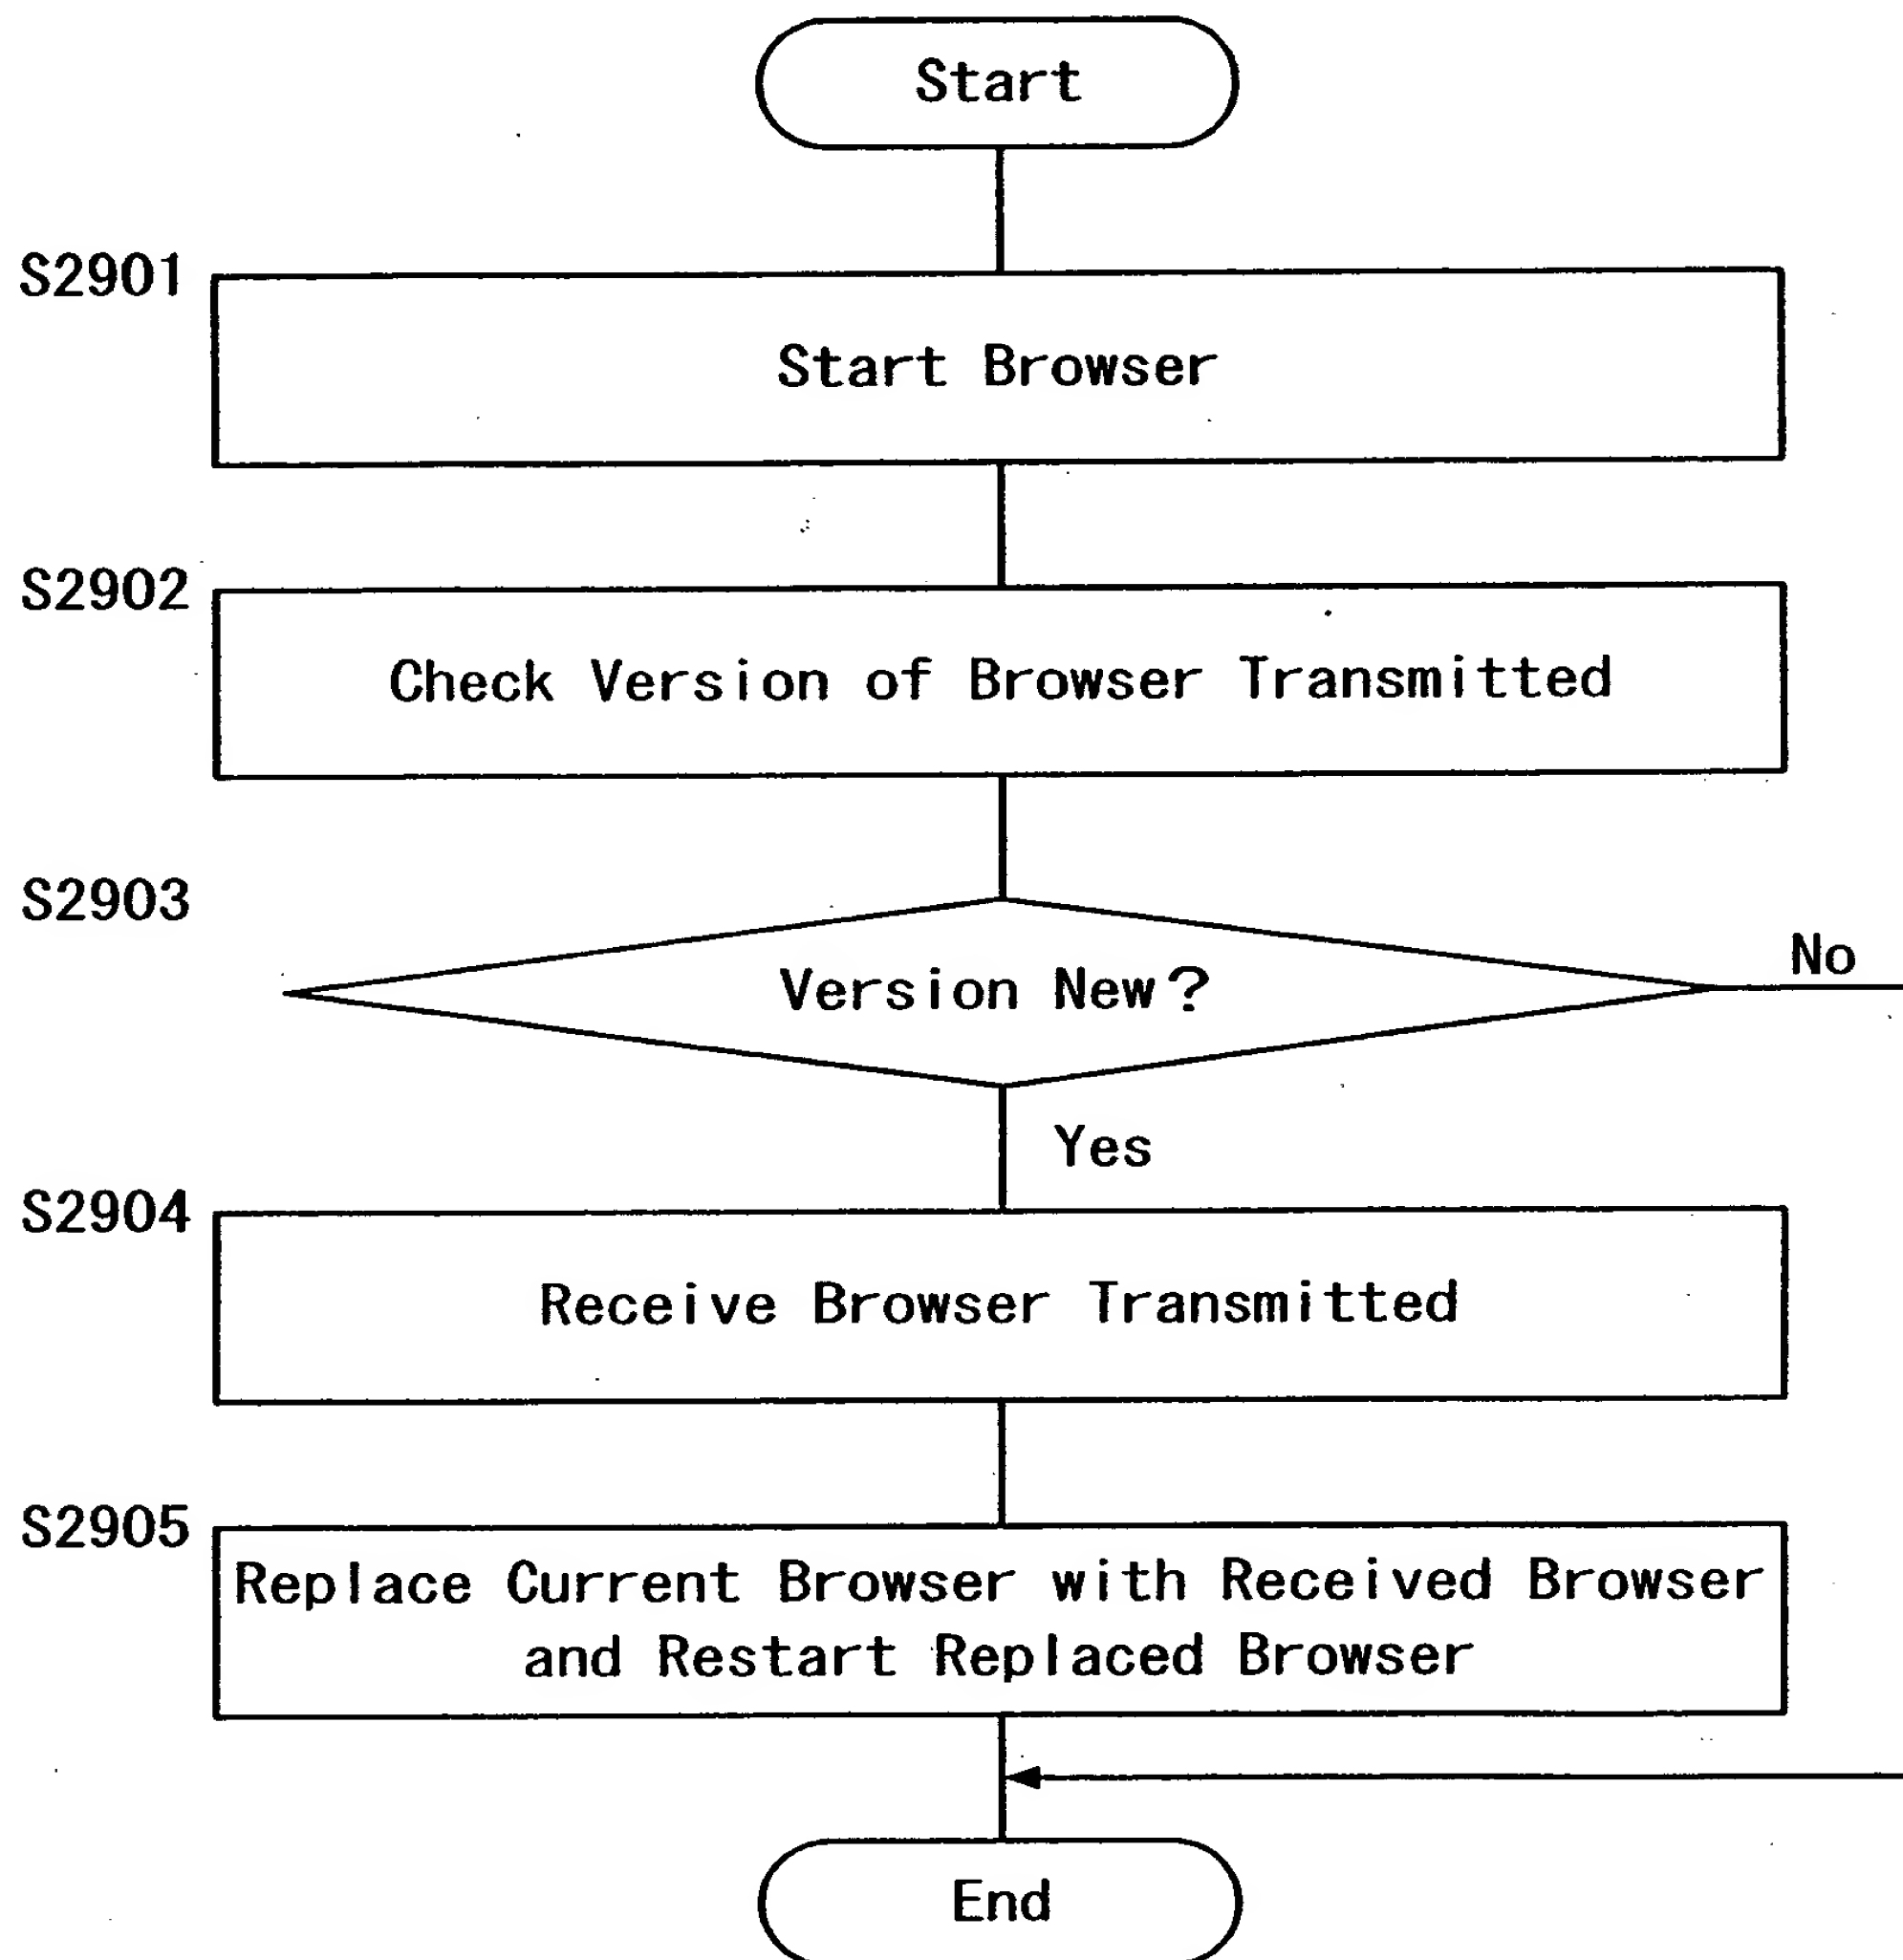 Start
S2901
Start Browser
S2902
Check Version of Browser Transmitted
S2903
Version New?
No
Yes
S2904
Receive Browser Transmitted
S2905
Replace Current Browser with Received Browser
and Restart Replaced Browser
End